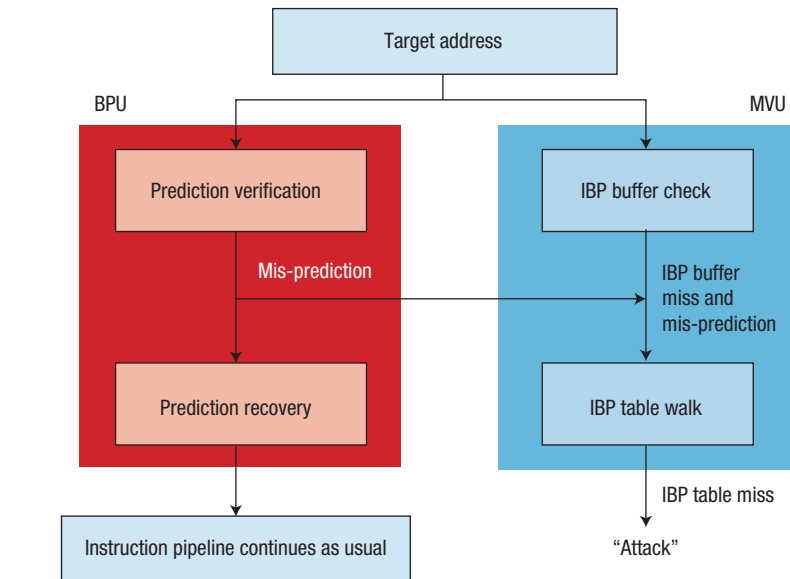 Target address
BPU
MVU
Prediction verification
IBP buffer check
Mis-prediction
IBP buffer
miss and
mis-prediction
Prediction recovery
IBP table walk
IBP table miss
Instruction pipeline continues as usual
“Attack”